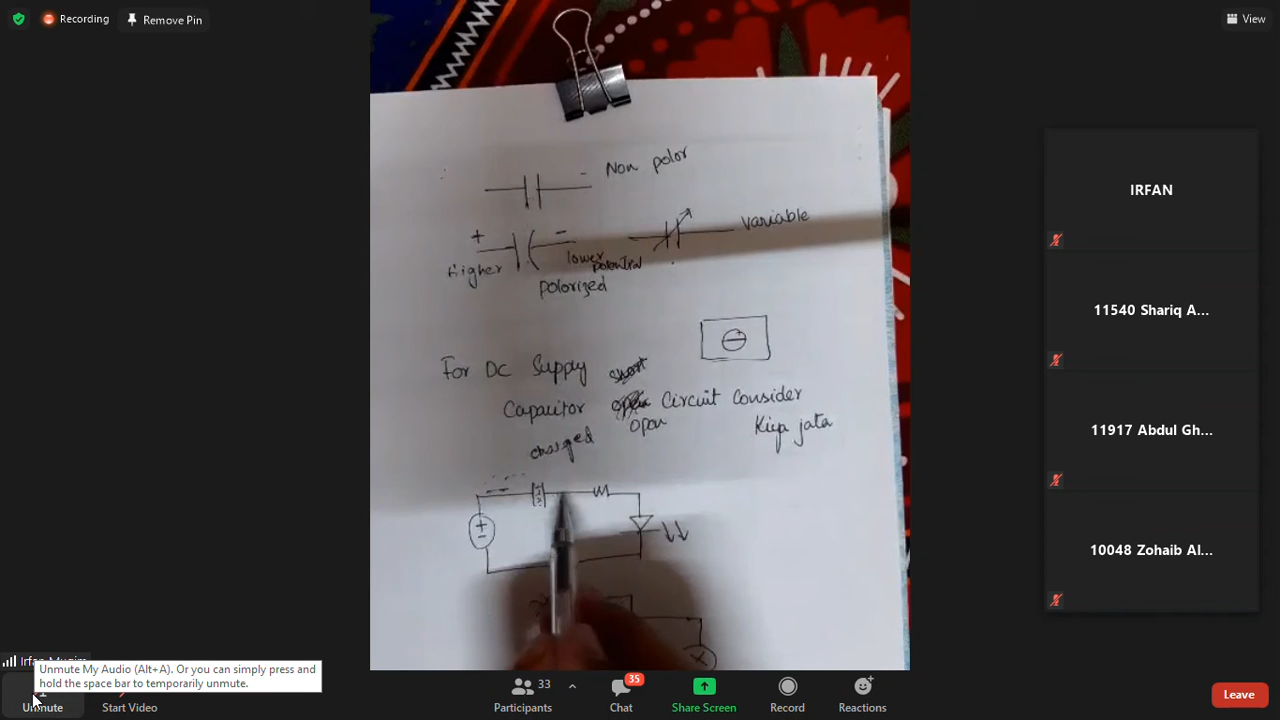 Recording
Remove Pin
View
Non polor
+
-
Variable
Higher
lower potential
polorized
For DC Supply short
Capacitor Circuit Consider
charged
open
Kiya jata
IRFAN
11540 Shariq A...
11917 Abdul Gh...
10048 Zohaib Al...
Unmute My Audio (Alt+A). Or you can simply press and
hold the space bar to temporarily unmute.
Unmute
Start Video
33
Participants
35
Chat
Share Screen
Record
Reactions
Leave